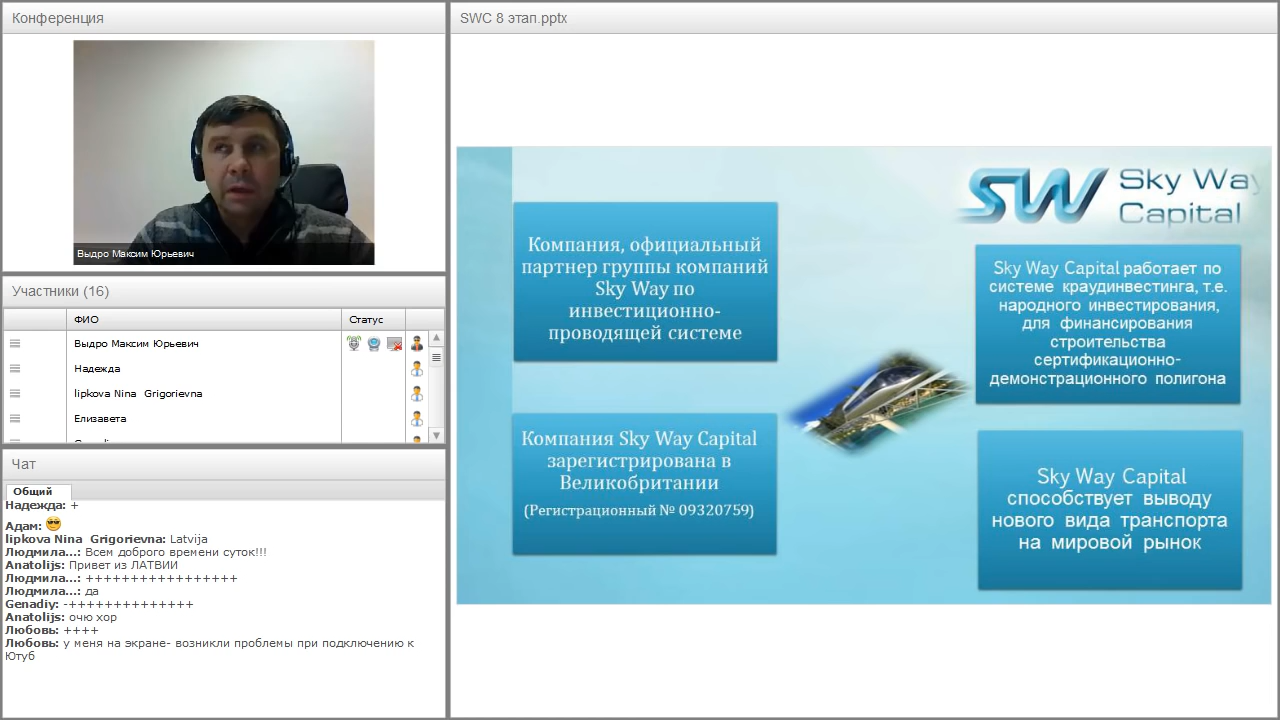 Конференция
Выдро Максим Юрьевич
Участники (16)
ФИО
Статус
Выдро Максим Юрьевич
Надежда
lipkova Nina Grigorievna
Елизавета
Чат
Общий
Надежда: +
Адам:
lipkova Nina Grigorievna: Latvija
Людмила...: Всем доброго времени суток!!!
Anatolijs: Привет из ЛАТВИИ
Людмила...: +++++++++++++++++
Людмила...: да
Genadiy: -++++++++++++++
Anatolijs: очю хор
Любовь: ++++
Любовь: у меня на экране- возникли проблемы при подключению к
Ютуб
SWC 8 этап.pptx
SW Sky Way
Capital
Компания, официальный
партнер группы компаний
Sky Way по
инвестиционно-
проводящей системе
Sky Way Capital работает по
системе краудинвестинга, т.е.
народного инвестирования,
для финансирования
строительства
сертификационно-
демонстрационного полигона
Компания Sky Way Capital
зарегистрирована в
Великобритании
(Регистрационный № 09320759)
Sky Way Capital
способствует выводу
нового вида транспорта
на мировой рынок